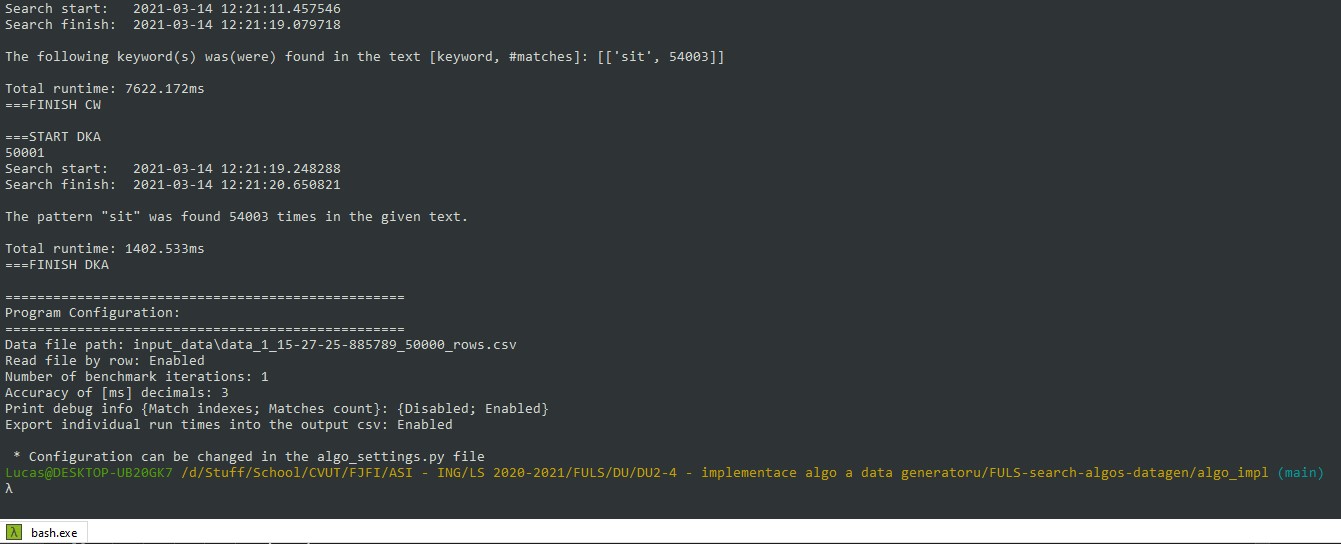 Search start:   2021-03-14 12:21:11.457546
Search finish:  2021-03-14 12:21:19.079718
The following keyword(s) was(were) found in the text [keyword, #matches]: [['sit', 54003]]
Total runtime: 7622.172ms
===FINISH CW
===START DKA
50001
Search start:   2021-03-14 12:21:19.248288
Search finish:  2021-03-14 12:21:20.650821
The pattern "sit" was found 54003 times in the given text.
Total runtime: 1402.533ms
===FINISH DKA
==================================================
Program Configuration:
==================================================
Data file path: input_data\data_1_15-27-25-885789_50000_rows.csv
Read file by row: Enabled
Number of benchmark iterations: 1
Accuracy of [ms] decimals: 3
Print debug info {Match indexes; Matches count}: {Disabled; Enabled}
Export individual run times into the output csv: Enabled
 * Configuration can be changed in the algo_settings.py file
Lucas@DESKTOP-UB20GK7 /d/Stuff/School/CVUT/FJFI/ASI - ING/LS 2020-2021/FULS/DU/DU2-4 - implementace algo a data generatoru/FULS-search-algos-datagen/algo_impl (main)
λ
λ bash.exe